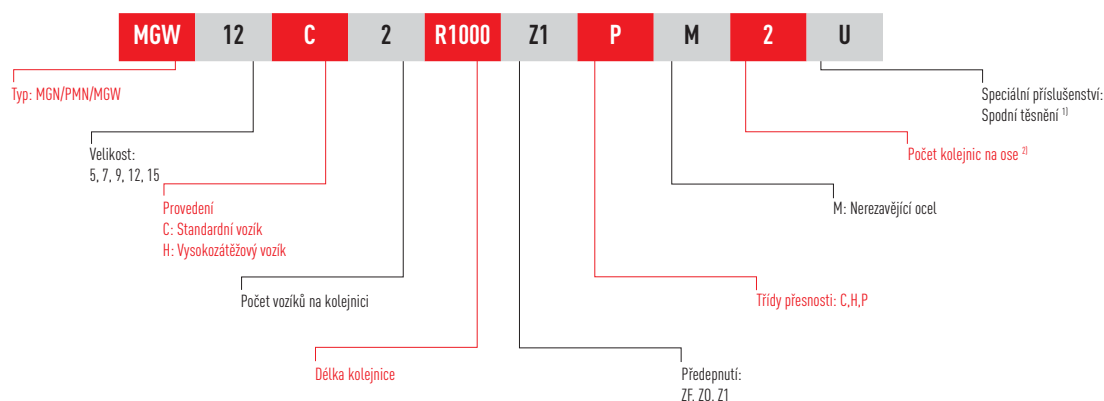 MGW 12 C 2 R1000 Z1 P M 2 U
Typ: MGN/PMN/MGW
Velikost:
5, 7, 9, 12, 15
Provedení
C: Standardní vozík
H: Vysokozátěžový vozík
Počet vozíků na kolejnici
Délka kolejnice
Předepnutí:
ZF, Z0, Z1
Třídy přesnosti: C,H,P
M: Nerezavějící ocel
Počet kolejnic na ose 2)
Speciální příslušenství:
Spodní těsnění 1)